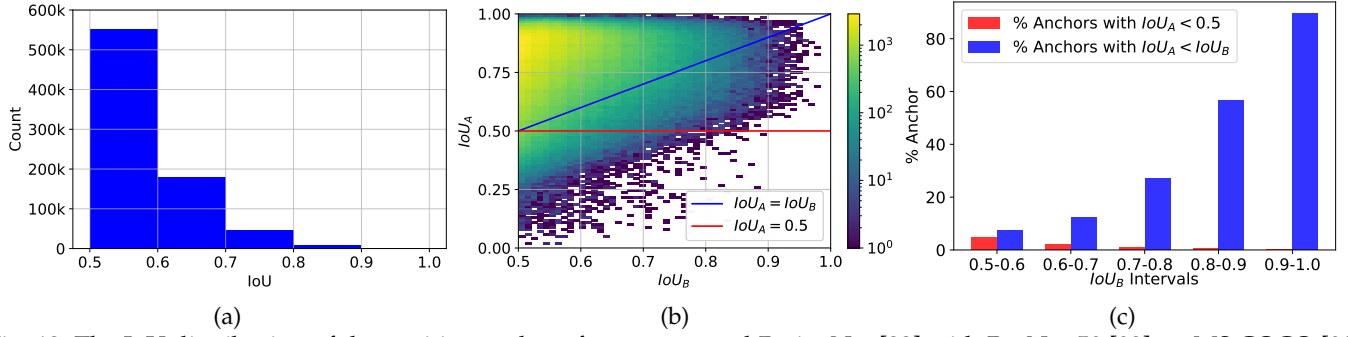 600k
500k
400k
300k
200k
100k
0
Count
0.5 0.6 0.7 0.8 0.9 1.0
IoU
(a)
1.00
0.75
0.50
0.25
0.00
IoU_A
IoU_A = IoU_B
IoU_A = 0.5
0.5 0.6 0.7 0.8 0.9 1.0
IoU_B
10^3
10^2
10^1
10^0
(b)
% Anchors with IoU_A < 0.5
% Anchors with IoU_A < IoU_B
80
60
40
20
0
% Anchor
0.5-0.6 0.6-0.7 0.7-0.8 0.8-0.9 0.9-1.0
IoU_B Intervals
(c)